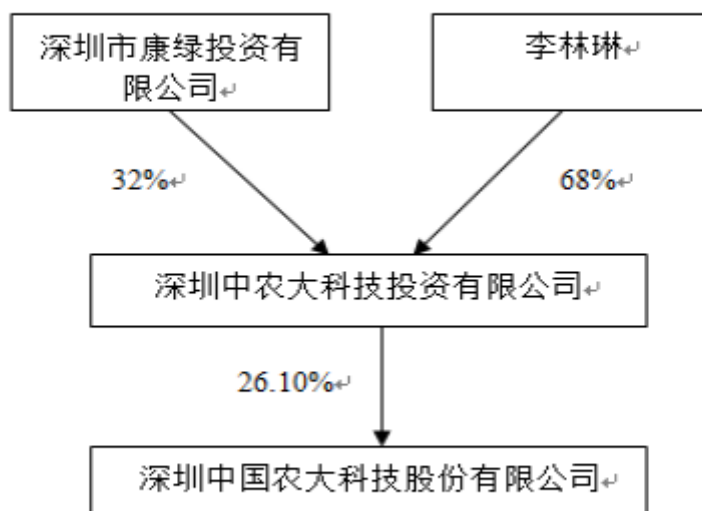 深圳市康绿投资有
限公司↵
李林琳↵
32%↵
68%↵
深圳中农大科技投资有限公司↵
26.10%↵
深圳中国农大科技股份有限公司↵